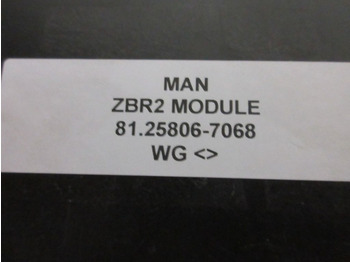 MAN
ZBR2 MODULE
81.25806-7068
WG <>